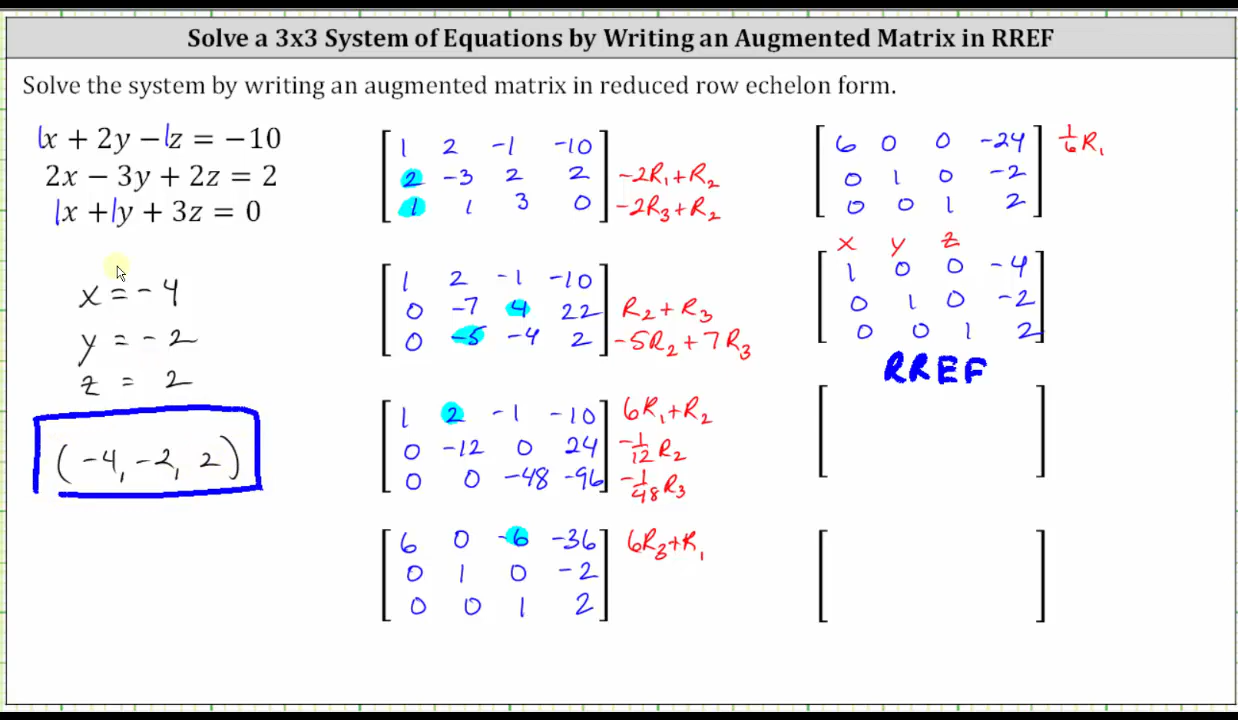 Solve a 3x3 System of Equations by Writing an Augmented Matrix in RREF
Solve the system by writing an augmented matrix in reduced row echelon form.
1x + 2y − 1z = −10
2x − 3y + 2z = 2
1x + 1y + 3z = 0
x = -4
y = -2
z = 2
(-4, -2, 2)
1 2 -1 -10
2 -3 2 2 -2R₁+R₂
1 1 3 0 -2R₃+R₂
1 2 -1 -10
0 -7 4 22 R₂+R₃
0 -5 -4 2 -5R₂+7R₃
1 2 -1 -10 6R₁+R₂
0 -12 0 24 -1/12 R₂
0 0 -48 -96 -1/48 R₃
6 0 -6 -36 6R₃+R₁
0 1 0 -2
0 0 1 2
6 0 0 -24 1/6 R₁
0 1 0 -2
0 0 1 2
x y z
1 0 0 -4
0 1 0 -2
0 0 1 2
RREF